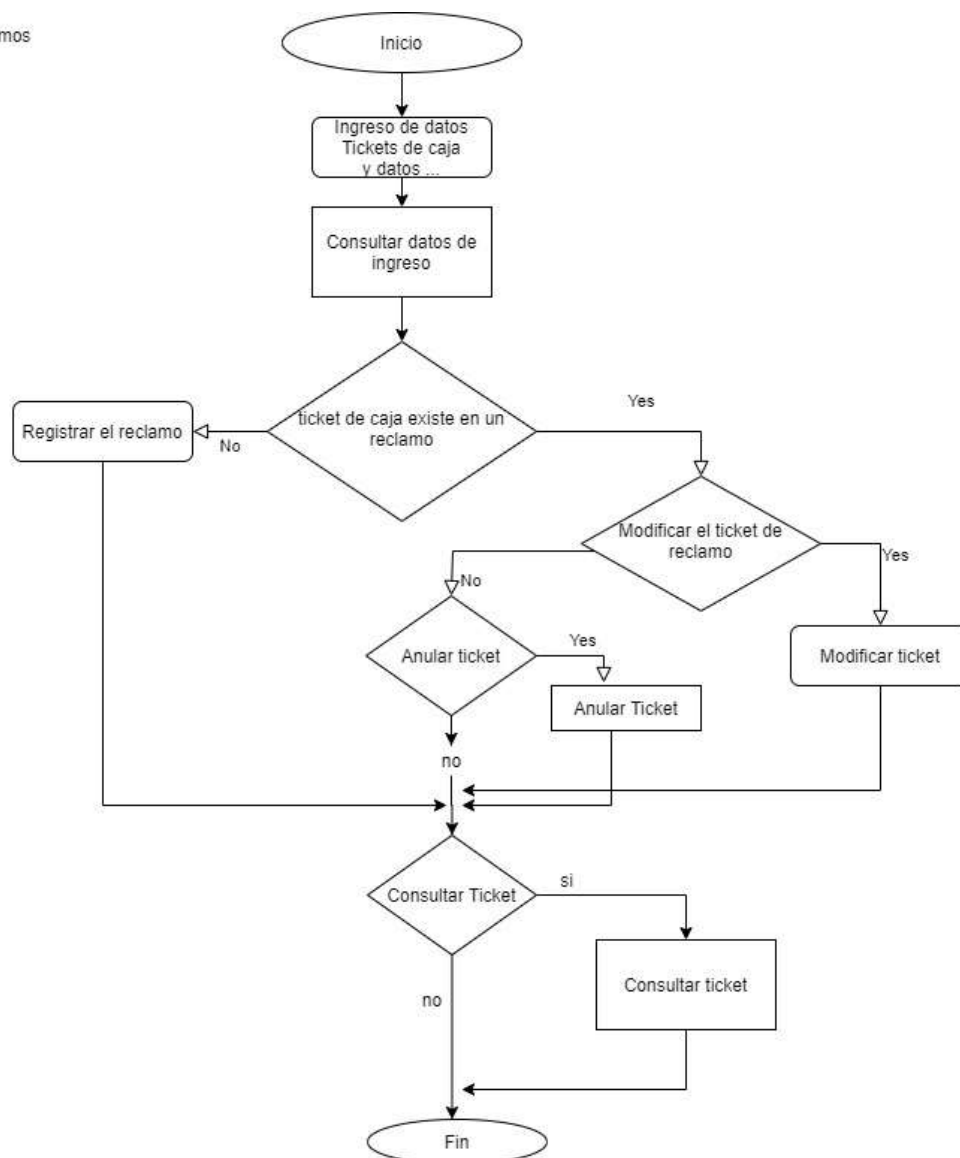 Inicio
Ingreso de datos
Tickets de caja
y datos ...
Consultar datos de
ingreso
ticket de caja existe en un
reclamo
Yes
No
Registrar el reclamo
Modificar el ticket de
reclamo
Yes
No
Modificar ticket
Anular ticket
Yes
Anular Ticket
no
Consultar Ticket
si
Consultar ticket
no
Fin